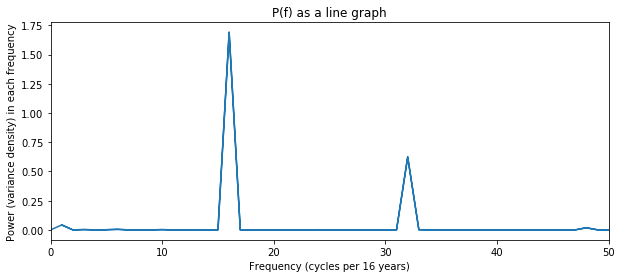 P(f) as a line graph
Power (variance density) in each frequency
1.75
1.50
1.25
1.00
0.75
0.50
0.25
0.00
0 10 20 30 40 50
Frequency (cycles per 16 years)